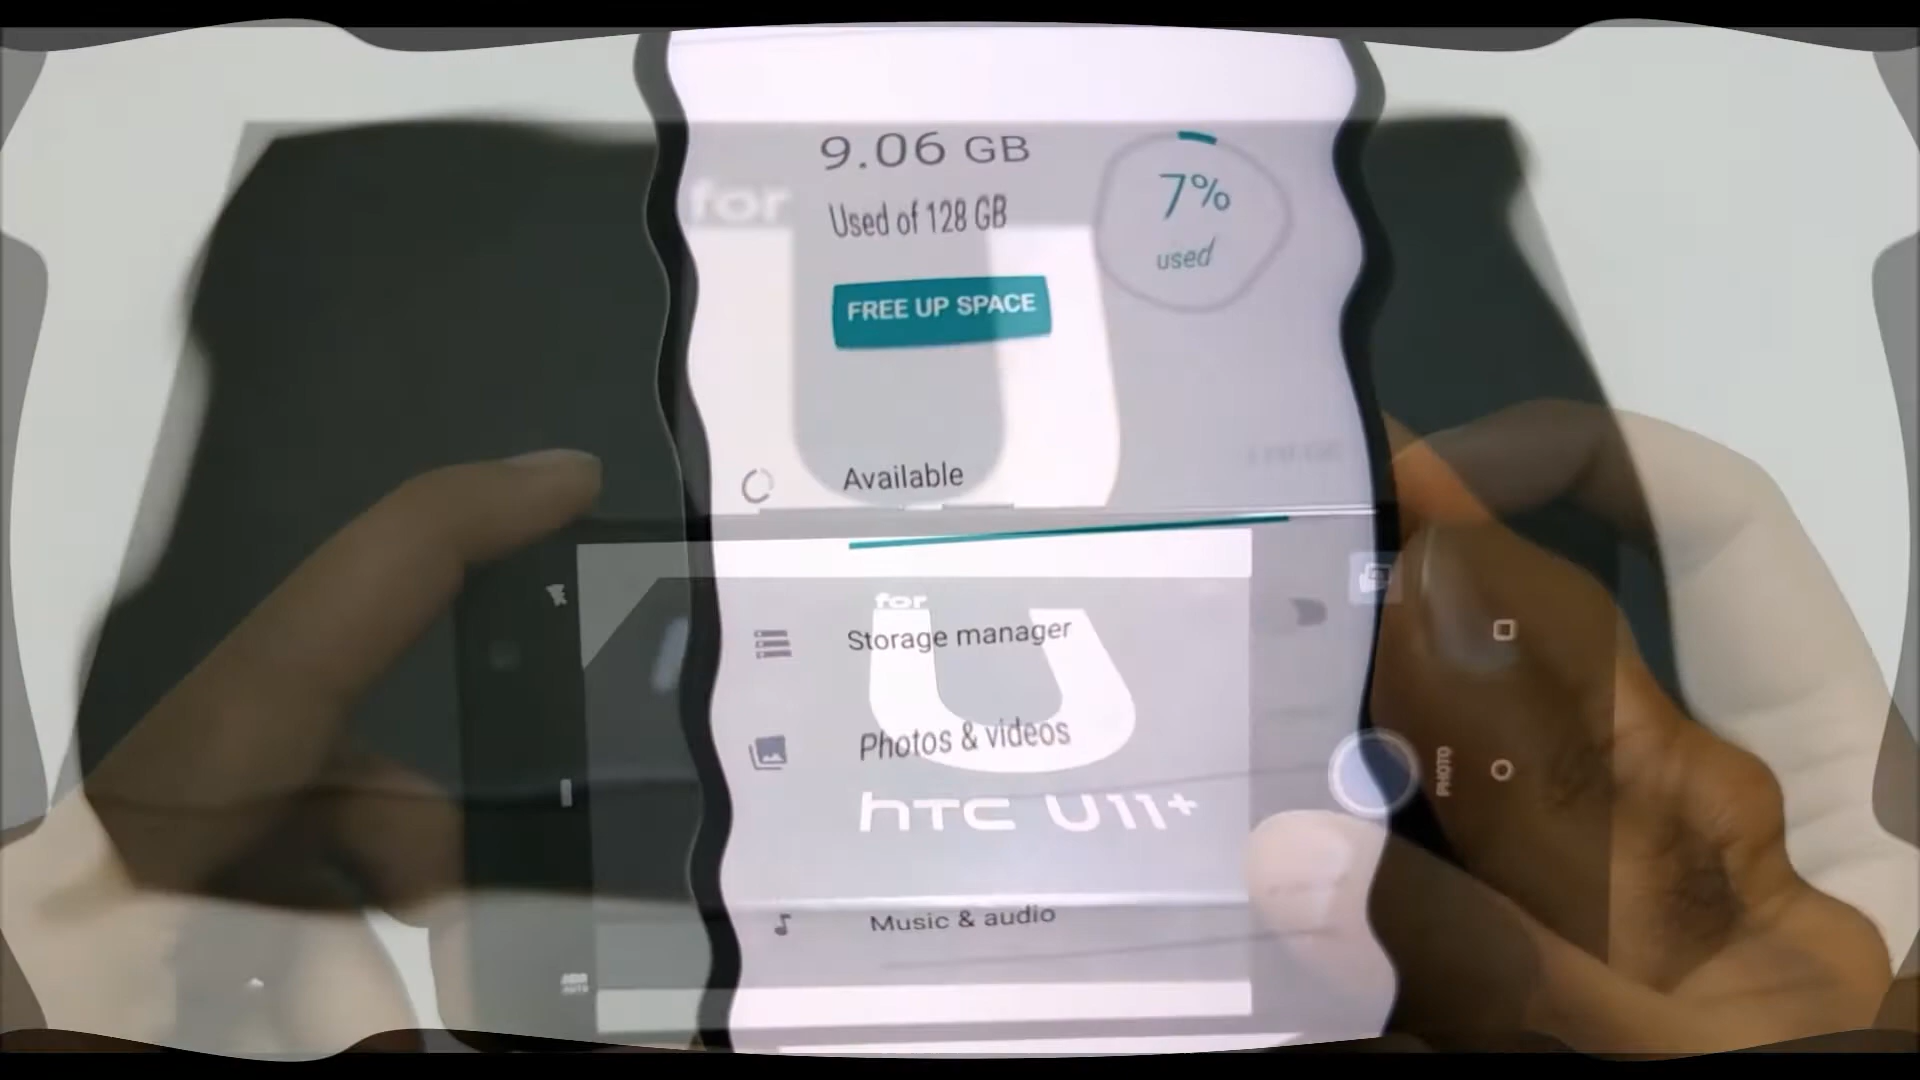 9.06 GB
7%
for
Used of 128 GB
used
FREE UP SPACE
U
Available
for
Storage manager
U
Photos & videos
PHOTO
hTC U11+
Music & audio